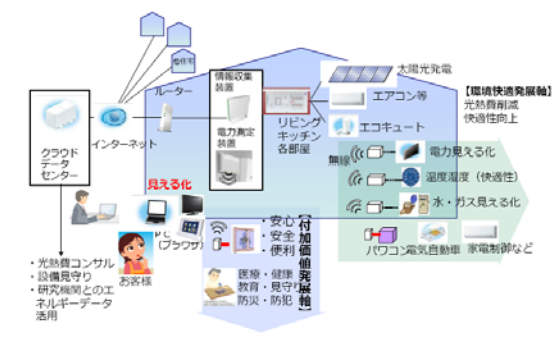 他住宅
情報収集
装置
ルーター
太陽光発電
エアコン等
エコキュート
【環境快適発展軸】
光熱費削減
快適性向上
クラウド
データ
センター
インターネット
電力測定
装置
リビング
キッチン
各部屋
無線
電力見える化
温度湿度（快適性）
水・ガス見える化
見える化
PC
（ブラウザ）
お客様
・安心
・安全
・便利
【付加価値発展軸】
パワコン
電気自動車
家電制御など
・光熱費コンサル
・設備見守り
・研究機関とのエ
ネルギーデータ
活用
医療・健康
教育・見守り
防災・防犯